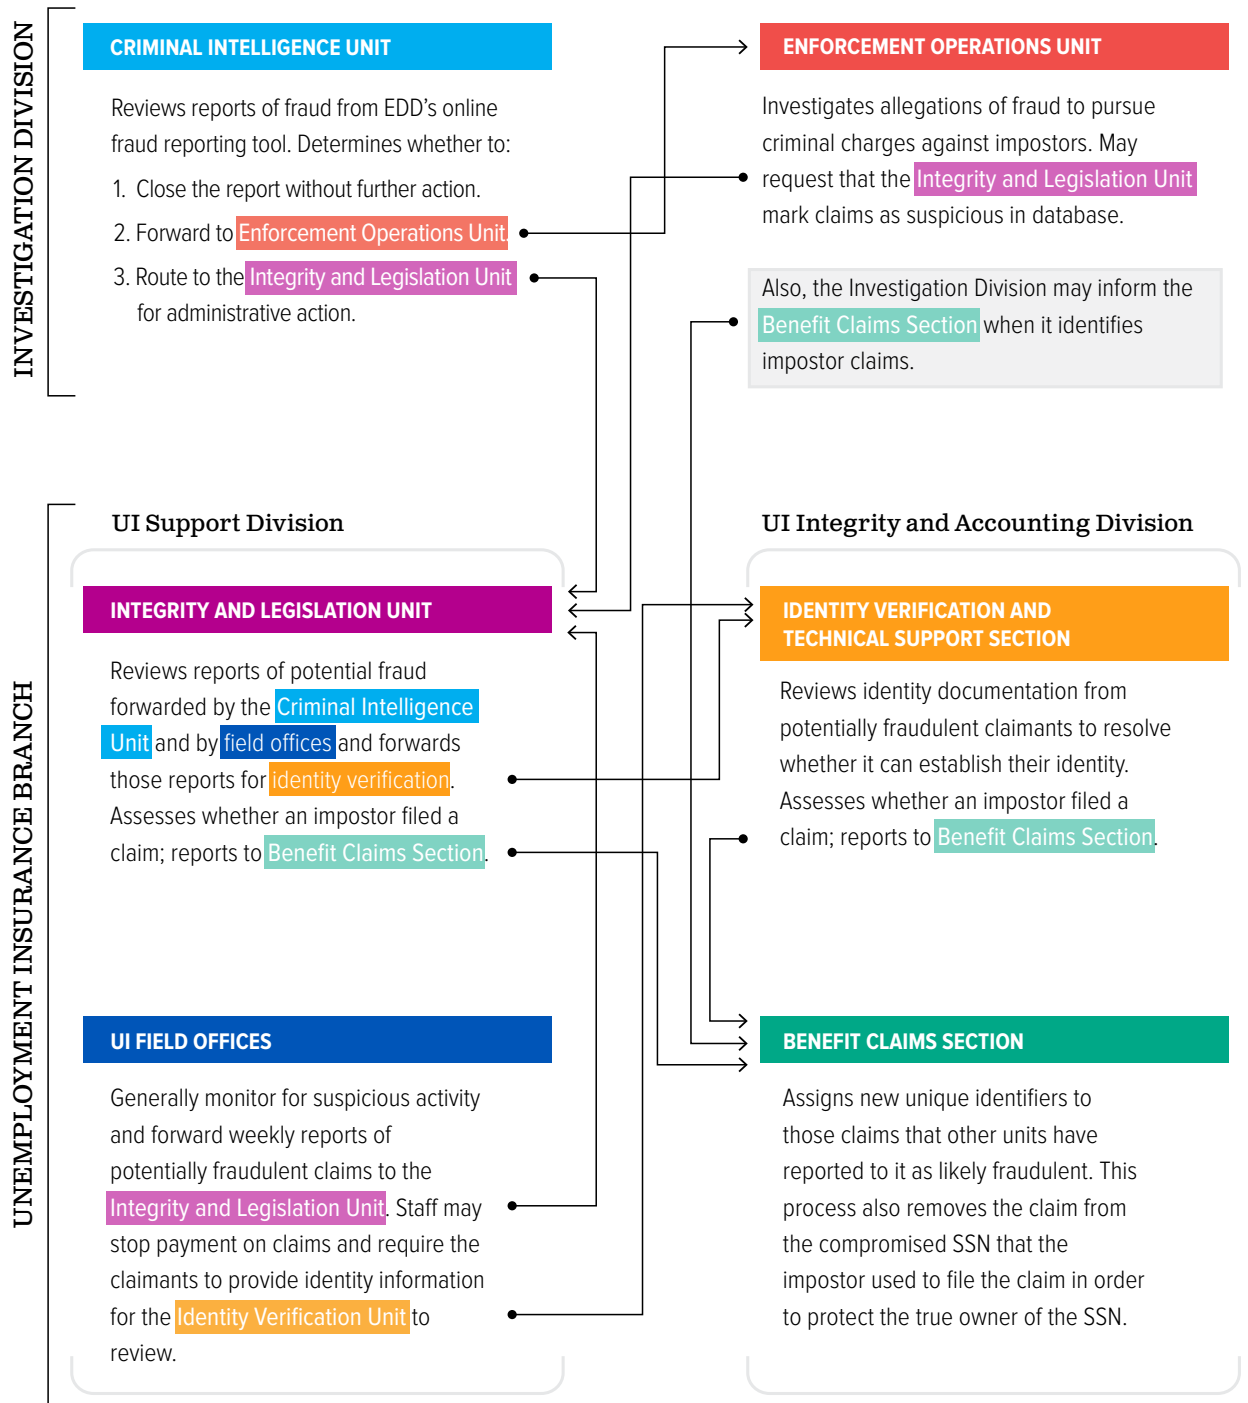 INVESTIGATION DIVISION
CRIMINAL INTELLIGENCE UNIT
Reviews reports of fraud from EDD’s online
fraud reporting tool. Determines whether to:
1. Close the report without further action.
2. Forward to Enforcement Operations Unit.
3. Route to the Integrity and Legislation Unit
for administrative action.
ENFORCEMENT OPERATIONS UNIT
Investigates allegations of fraud to pursue
criminal charges against impostors. May
request that the Integrity and Legislation Unit
mark claims as suspicious in database.
Also, the Investigation Division may inform the
Benefit Claims Section when it identifies
impostor claims.
UNEMPLOYMENT INSURANCE BRANCH
UI Support Division
INTEGRITY AND LEGISLATION UNIT
Reviews reports of potential fraud
forwarded by the Criminal Intelligence
Unit and by field offices and forwards
those reports for identity verification.
Assesses whether an impostor filed a
claim; reports to Benefit Claims Section.
UI FIELD OFFICES
Generally monitor for suspicious activity
and forward weekly reports of
potentially fraudulent claims to the
Integrity and Legislation Unit. Staff may
stop payment on claims and require the
claimants to provide identity information
for the Identity Verification Unit to
review.
UI Integrity and Accounting Division
IDENTITY VERIFICATION AND
TECHNICAL SUPPORT SECTION
Reviews identity documentation from
potentially fraudulent claimants to resolve
whether it can establish their identity.
Assesses whether an impostor filed a
claim; reports to Benefit Claims Section.
BENEFIT CLAIMS SECTION
Assigns new unique identifiers to
those claims that other units have
reported to it as likely fraudulent. This
process also removes the claim from
the compromised SSN that the
impostor used to file the claim in order
to protect the true owner of the SSN.